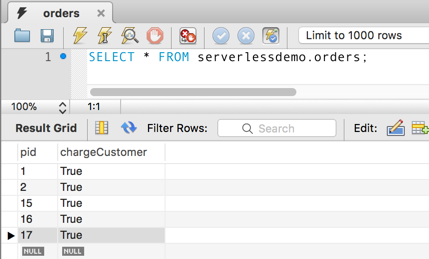 orders
Limit to 1000 rows
1 SELECT * FROM serverlessdemo.orders;
100% 1:1
Result Grid Filter Rows: Search Edit:
pid chargeCustomer
1 True
2 True
15 True
16 True
17 True
NULL NULL